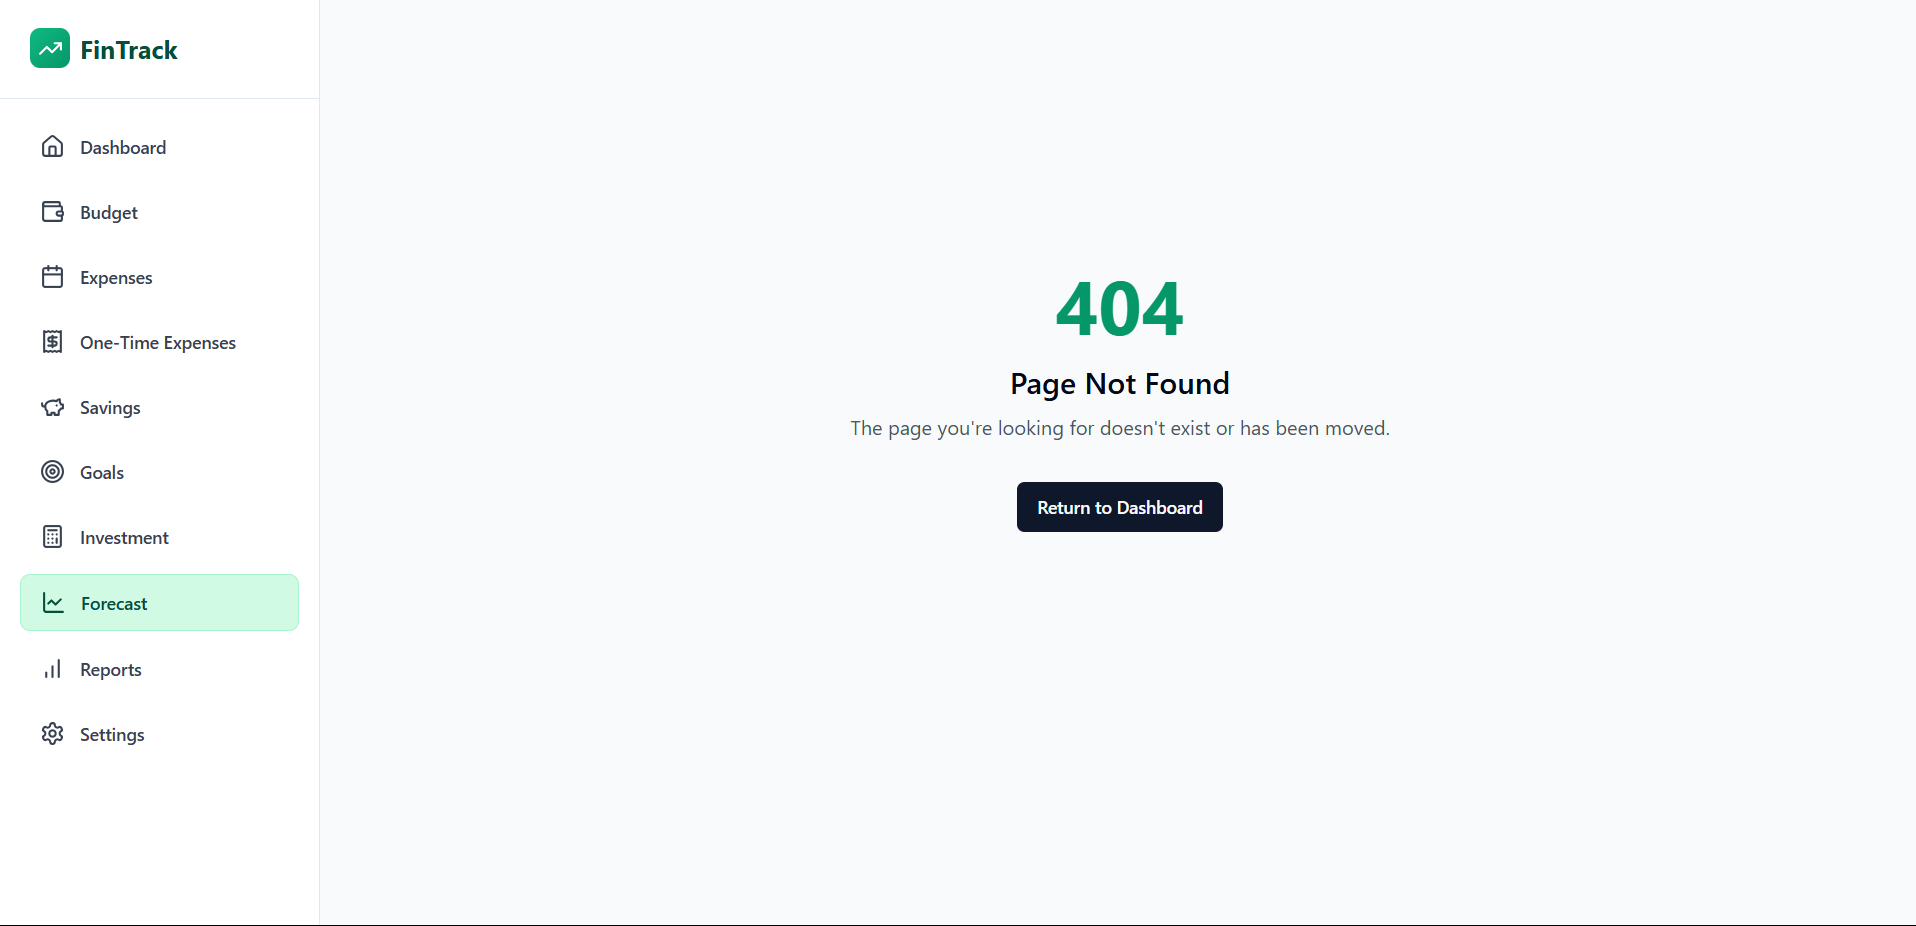 FinTrack
Dashboard
Budget
Expenses
One-Time Expenses
Savings
Goals
Investment
Forecast
Reports
Settings
404
Page Not Found
The page you're looking for doesn't exist or has been moved.
Return to Dashboard